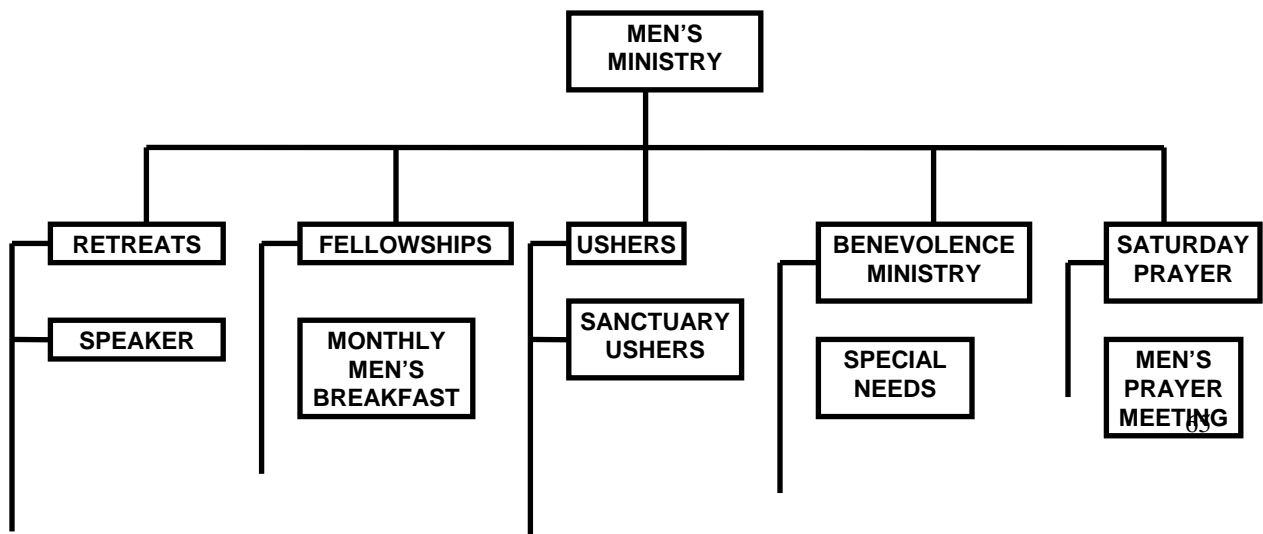 MEN’S
MINISTRY
RETREATS
FELLOWSHIPS
USHERS
BENEVOLENCE
MINISTRY
SATURDAY
PRAYER
SPEAKER
MONTHLY
MEN’S
BREAKFAST
SANCTUARY
USHERS
SPECIAL
NEEDS
MEN’S
PRAYER
MEETING
65